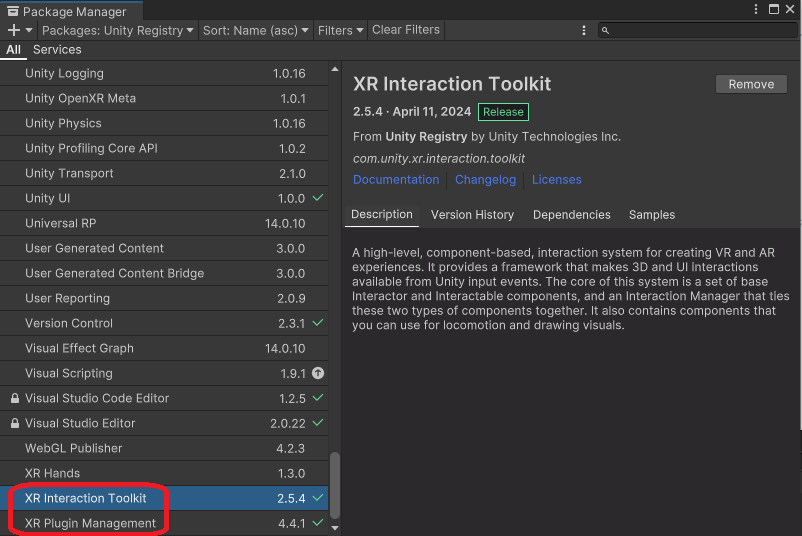 Package Manager
Packages: Unity Registry Sort: Name (asc) Filters Clear Filters
All Services
Unity Logging 1.0.16
Unity OpenXR Meta 1.0.1
Unity Physics 1.0.16
Unity Profiling Core API 1.0.2
Unity Transport 2.1.0
Unity UI 1.0.0
Universal RP 14.0.10
User Generated Content 3.0.0
User Generated Content Bridge 3.0.0
User Reporting 2.0.9
Version Control 2.3.1
Visual Effect Graph 14.0.10
Visual Scripting 1.9.1
Visual Studio Code Editor 1.2.5
Visual Studio Editor 2.0.22
WebGL Publisher 4.2.3
XR Hands 1.3.0
XR Interaction Toolkit 2.5.4
XR Plugin Management 4.4.1
XR Interaction Toolkit Remove
2.5.4 · April 11, 2024 Release
From Unity Registry by Unity Technologies Inc.
com.unity.xr.interaction.toolkit
Documentation Changelog Licenses
Description Version History Dependencies Samples
A high-level, component-based, interaction system for creating VR and AR
experiences. It provides a framework that makes 3D and UI interactions
available from Unity input events. The core of this system is a set of base
Interactor and Interactable components, and an Interaction Manager that ties
these two types of components together. It also contains components that
you can use for locomotion and drawing visuals.